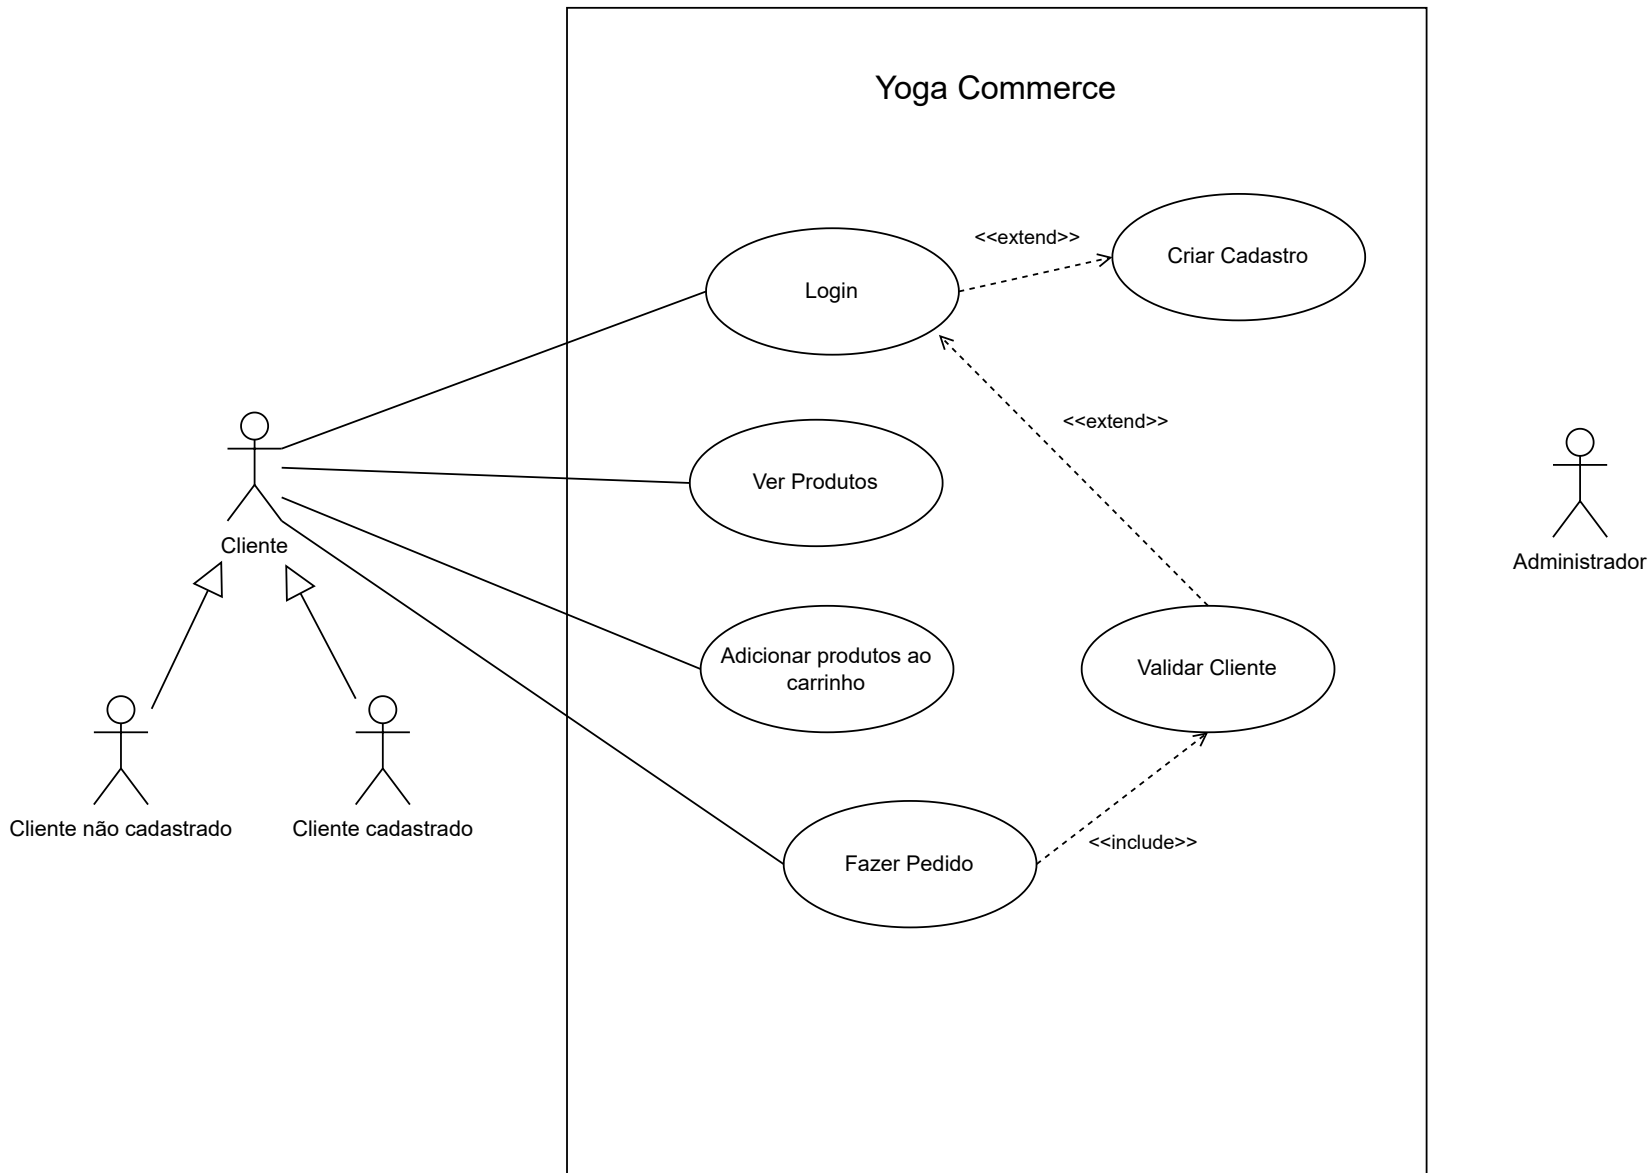 Yoga Commerce
<<extend>>
Criar Cadastro
Login
<<extend>>
Ver Produtos
Cliente
Administrador
Adicionar produtos ao
carrinho
Validar Cliente
Cliente não cadastrado
Cliente cadastrado
<<include>>
Fazer Pedido